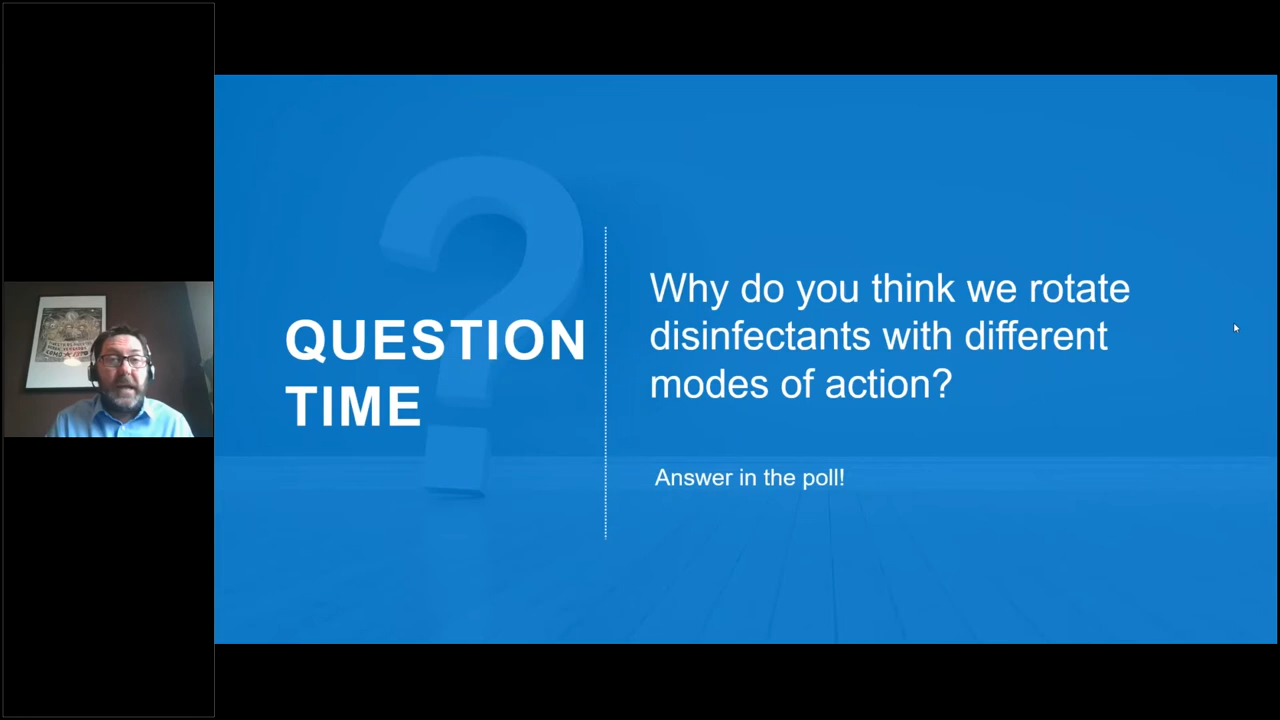 QUESTION
TIME
Why do you think we rotate
disinfectants with different
modes of action?
Answer in the poll!